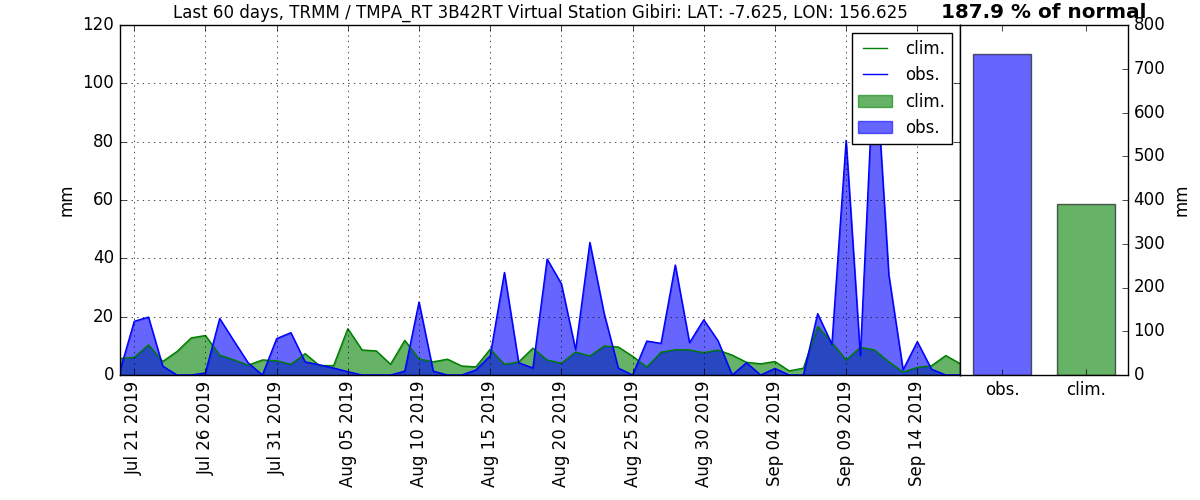 Last 60 days, TRMM / TMPA_RT 3B42RT Virtual Station Gibiri: LAT: -7.625, LON: 156.625
187.9 % of normal
120
100
80
60
40
20
0
mm
clim.
obs.
clim.
obs.
Jul 21 2019
Jul 26 2019
Jul 31 2019
Aug 05 2019
Aug 10 2019
Aug 15 2019
Aug 20 2019
Aug 25 2019
Aug 30 2019
Sep 04 2019
Sep 09 2019
Sep 14 2019
800
700
600
500
400
300
200
100
0
mm
obs.
clim.